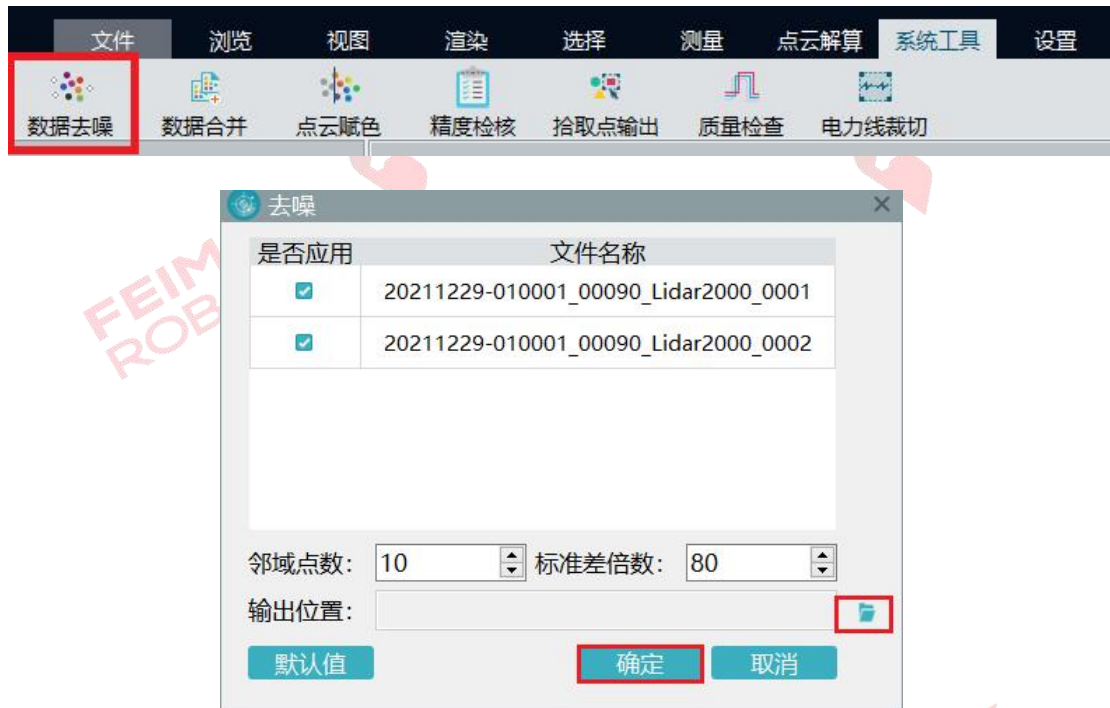 文件 浏览 视图 渲染 选择 测量 点云解算 系统工具 设置
数据去噪 数据合并 点云赋色 精度检核 拾取点输出 质量检查 电力线裁切
去噪
是否应用 文件名称
20211229-010001_00090_Lidar2000_0001
20211229-010001_00090_Lidar2000_0002
邻域点数: 10 标准差倍数: 80
输出位置:
默认值 确定 取消
FEIM
ROB